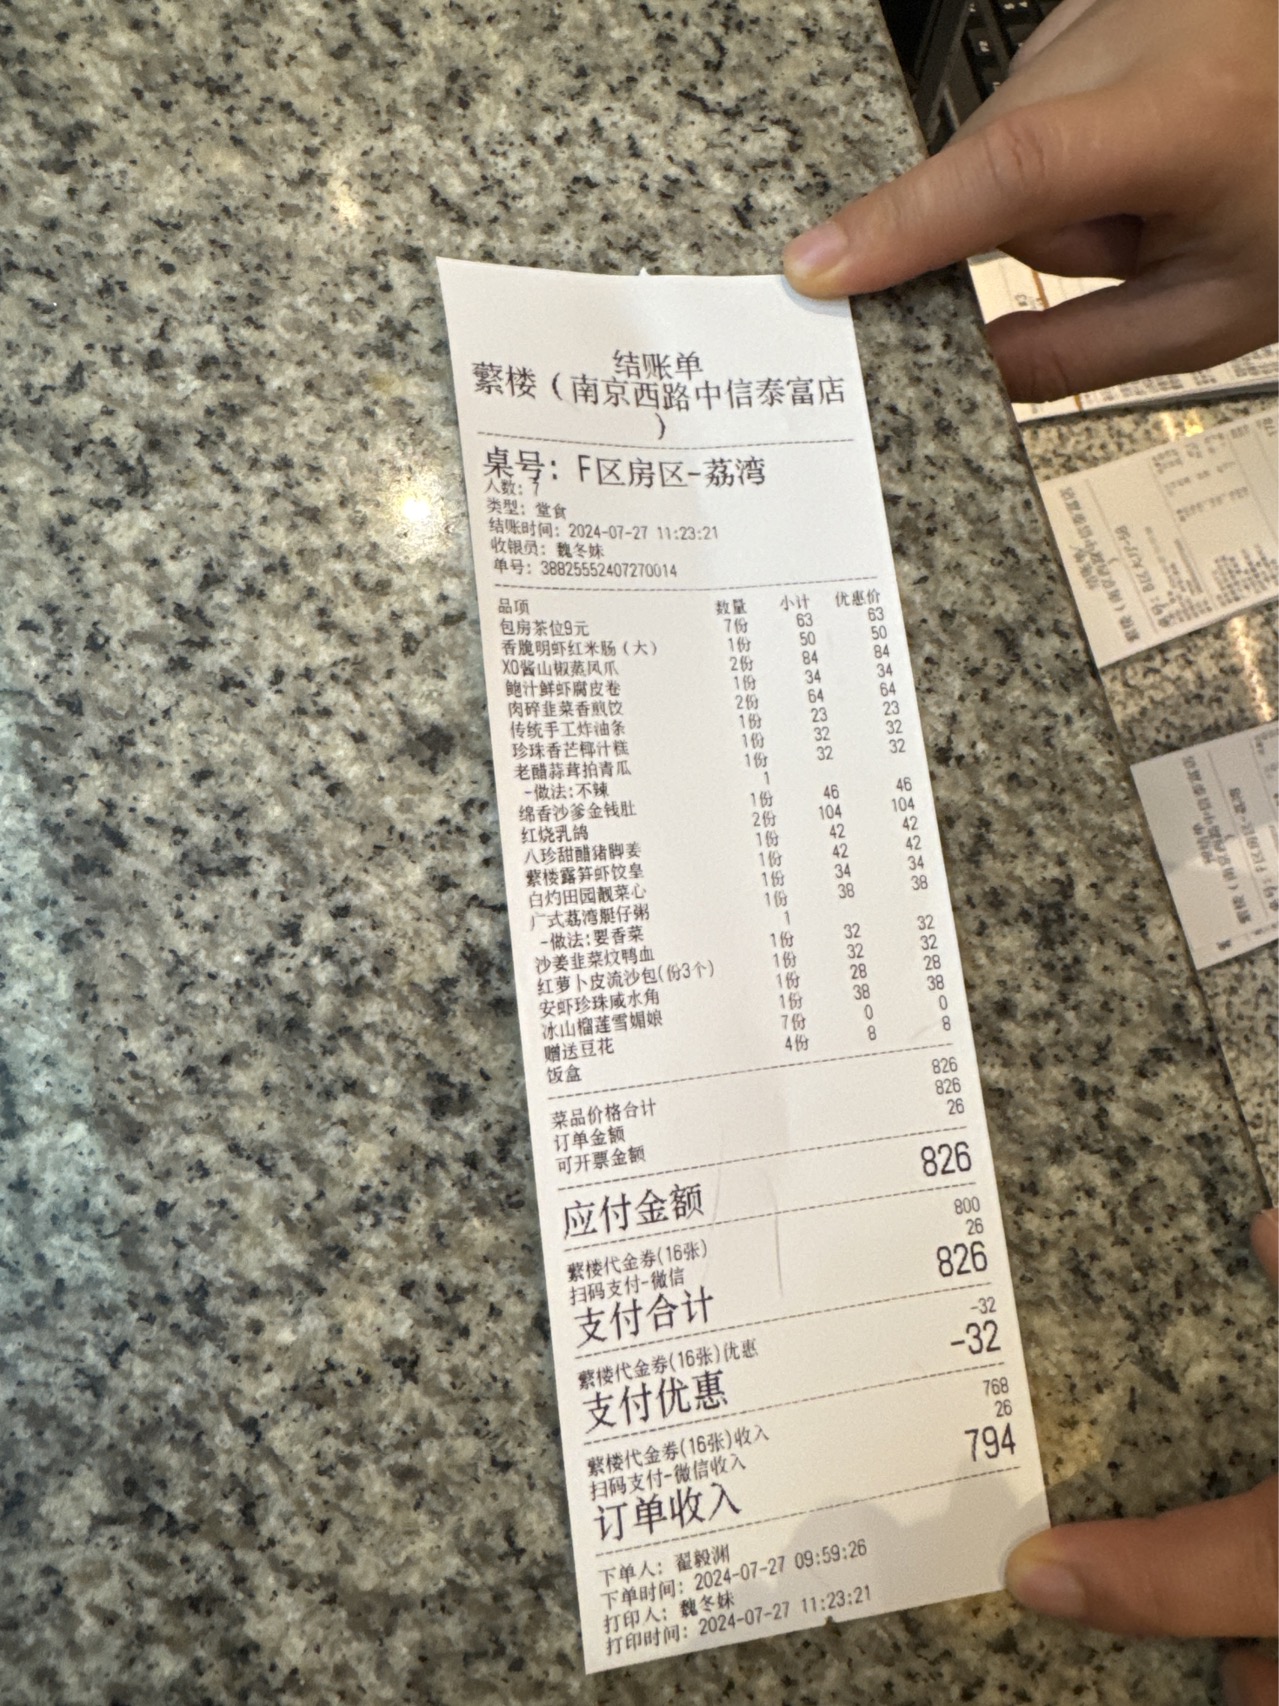 结账单
蘩楼（南京西路中信泰富店
）
桌号: F区房区-荔湾
人数: 7
类型: 堂食
结账时间: 2024-07-27 11:23:21
收银员: 魏冬妹
单号: 38825552407270014
品项 数量 小计 优惠价
包房茶位9元 7份 63 63
香脆明虾红米肠（大） 1份 50 50
XO酱山椒蒸凤爪 2份 84 84
鲍汁鲜虾腐皮卷 1份 34 34
肉碎韭菜香煎饺 2份 64 64
传统手工炸油条 1份 23 23
珍珠香芒椰汁糕 1份 32 32
老醋蒜茸拍青瓜 1份 32 32
-做法:不辣 1
绵香沙爹金钱肚 1份 46 46
红烧乳鸽 2份 104 104
八珍甜醋猪脚姜 1份 42 42
蘩楼露笋虾饺皇 1份 42 42
白灼田园靓菜心 1份 34 34
广式荔湾艇仔粥 1份 38 38
-做法:要香菜 1
沙姜韭菜炆鸭血 1份 32 32
红萝卜皮流沙包(份3个) 1份 32 32
安虾珍珠咸水角 1份 28 28
冰山榴莲雪媚娘 1份 38 38
赠送豆花 7份 0 0
饭盒 4份 8 8
菜品价格合计 826
订单金额 826
可开票金额 26
应付金额 826
蘩楼代金券(16张) 800
扫码支付-微信 26
支付合计 826
蘩楼代金券(16张)优惠 -32
支付优惠 -32
蘩楼代金券(16张)收入 768
扫码支付-微信收入 26
订单收入 794
下单人: 翟毅渊
下单时间: 2024-07-27 09:59:26
打印人: 魏冬妹
打印时间: 2024-07-27 11:23:21